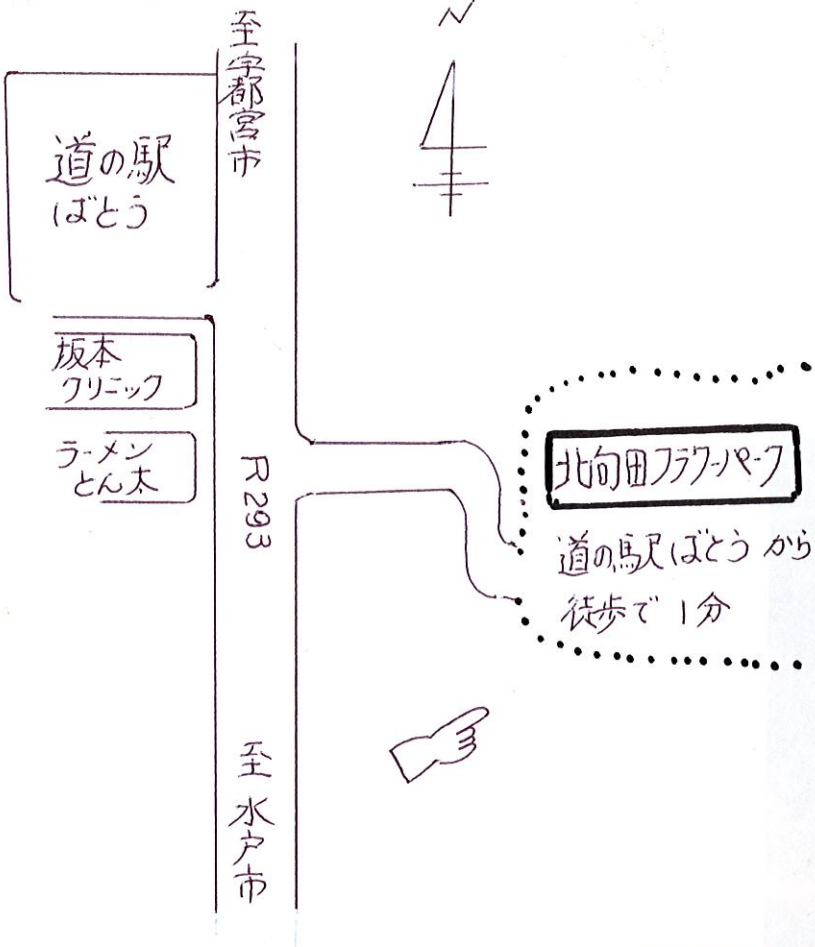 N
至宇都宮市
道の駅
ばとう
坂本
クリニック
ラーメン
とん太
R293
北向田フラワーパーク
道の駅ばとうから
徒歩で1分
至水戸市